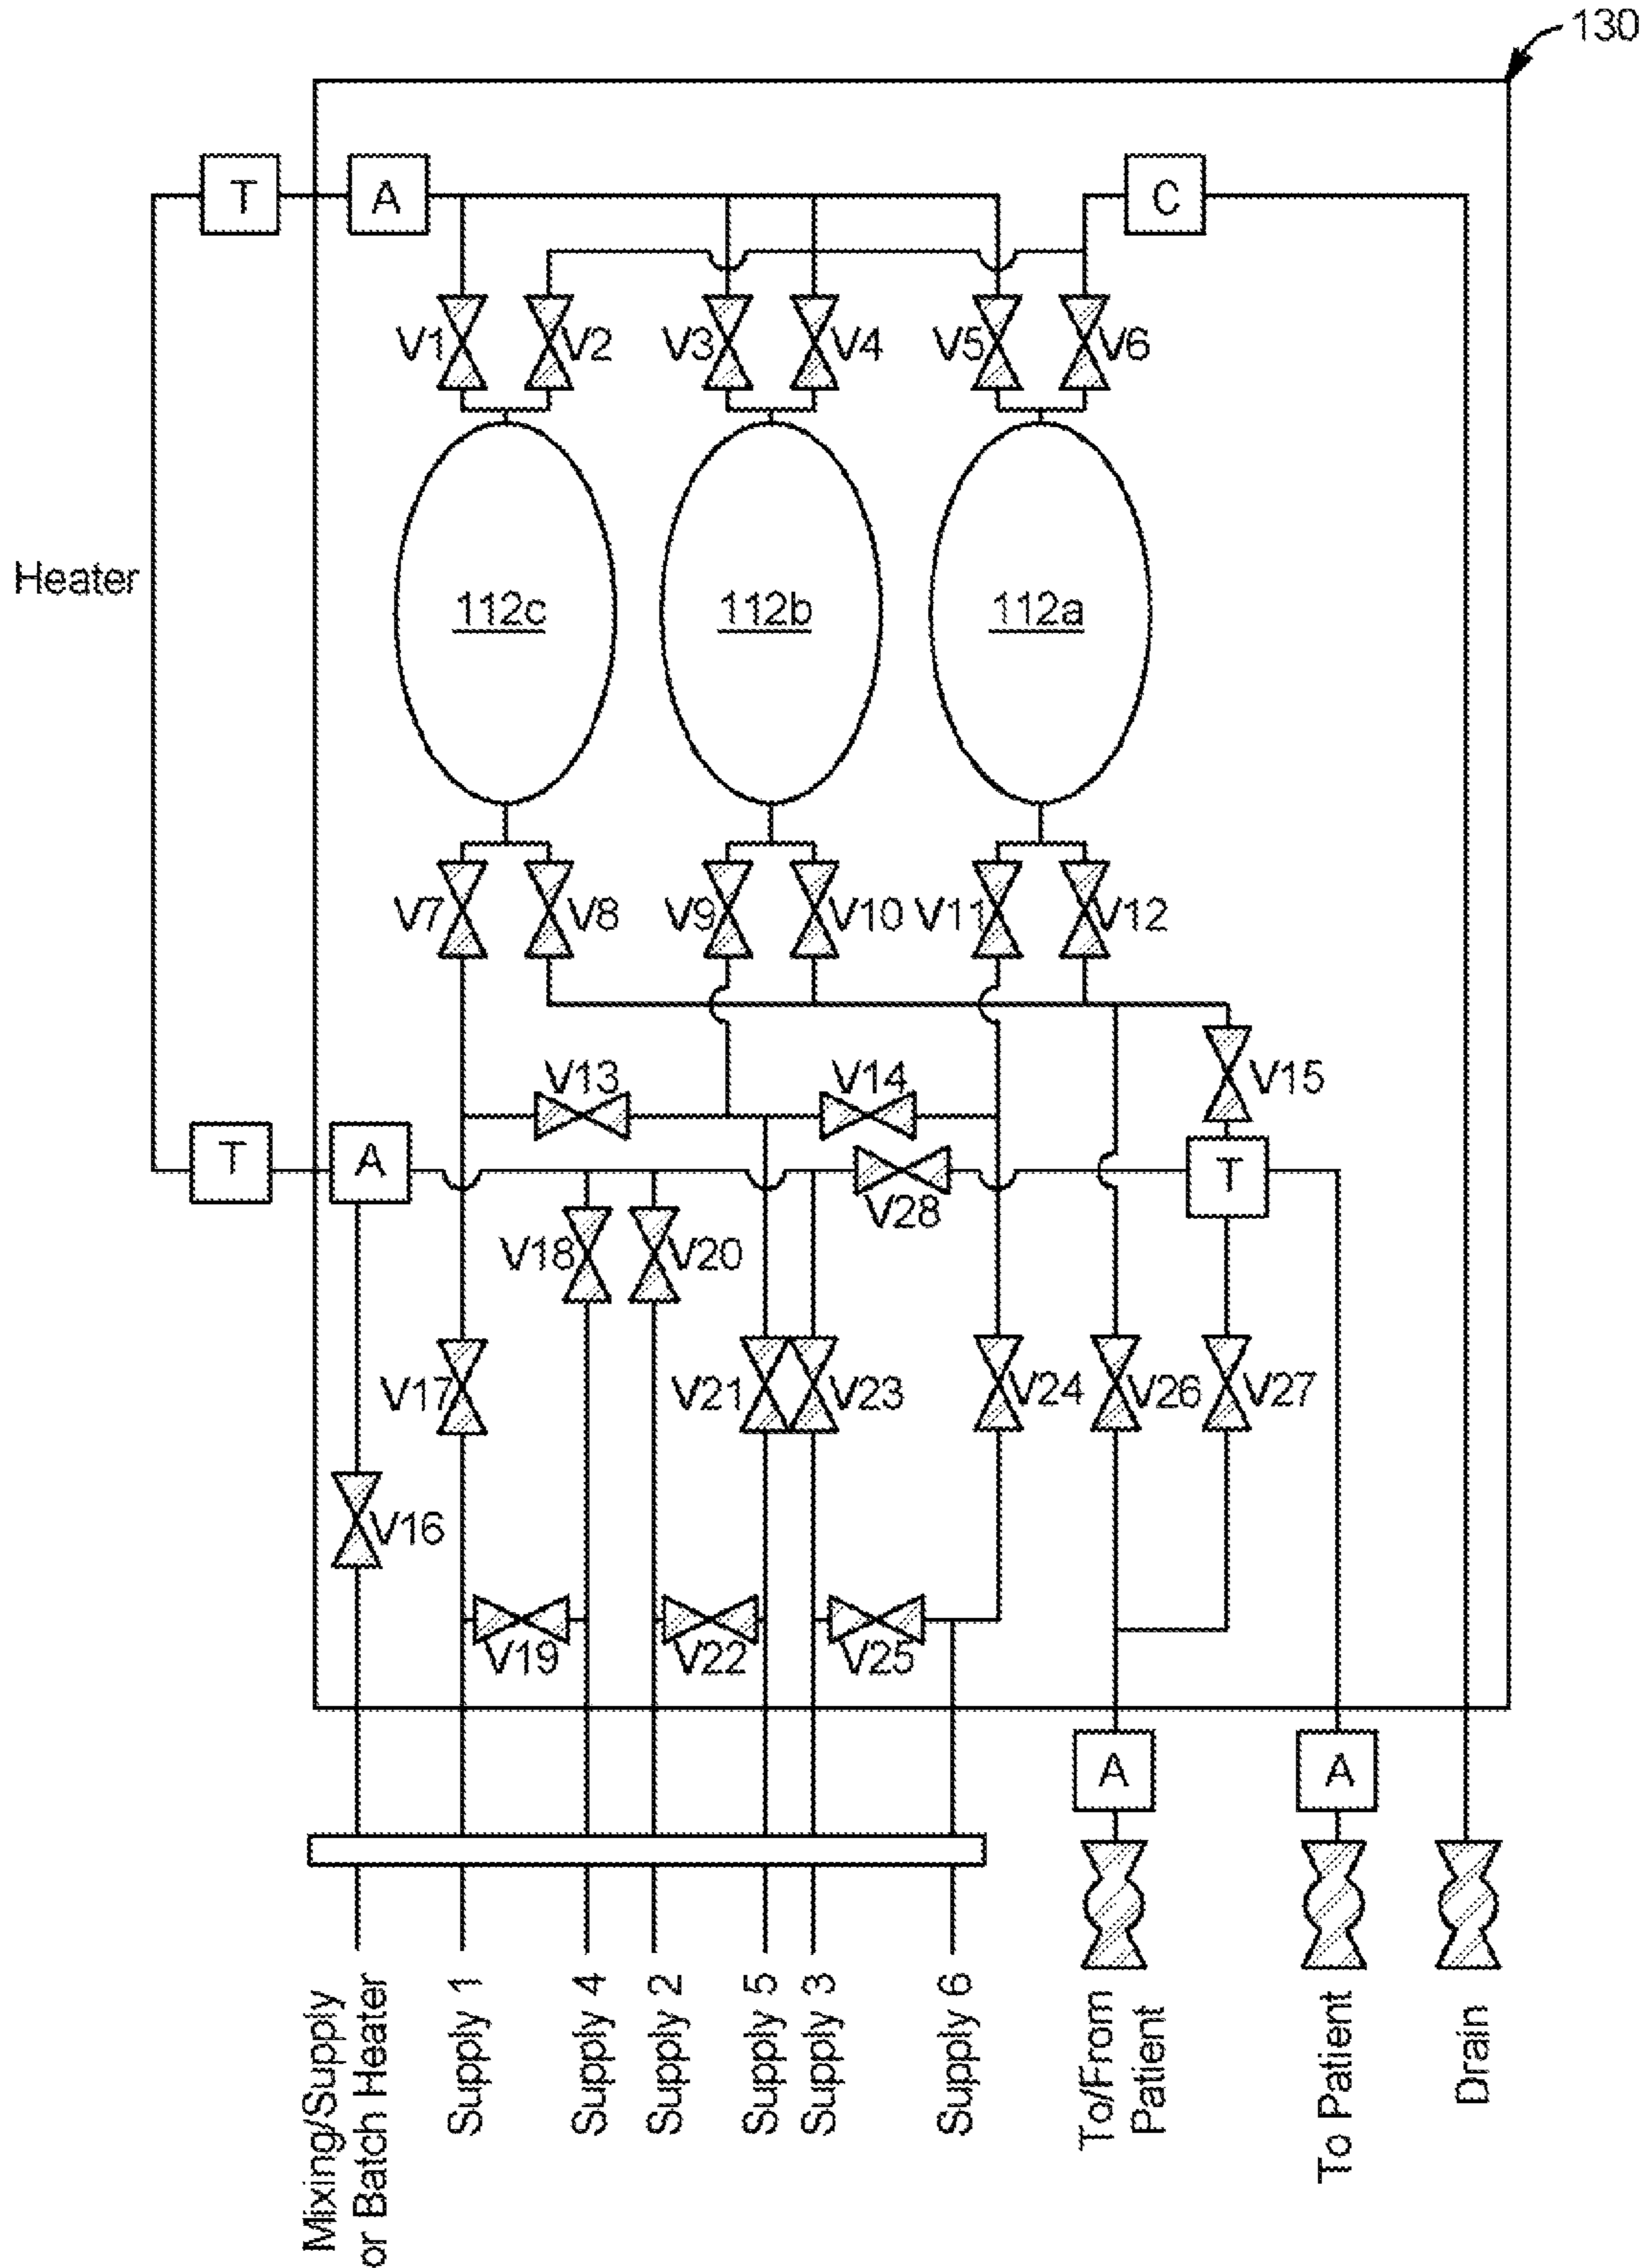 130
T
A
C
V1
V2
V3
V4
V5
V6
Heater
112c
112b
112a
V7
V8
V9
V10
V11
V12
V13
V14
V15
T
A
V28
T
V18
V20
V17
V21
V23
V24
V26
V27
V16
V19
V22
V25
A
A
Mixing/Supply
or Batch Heater
Supply 1
Supply 4
Supply 2
Supply 5
Supply 3
Supply 6
To/From
Patient
To Patient
Drain